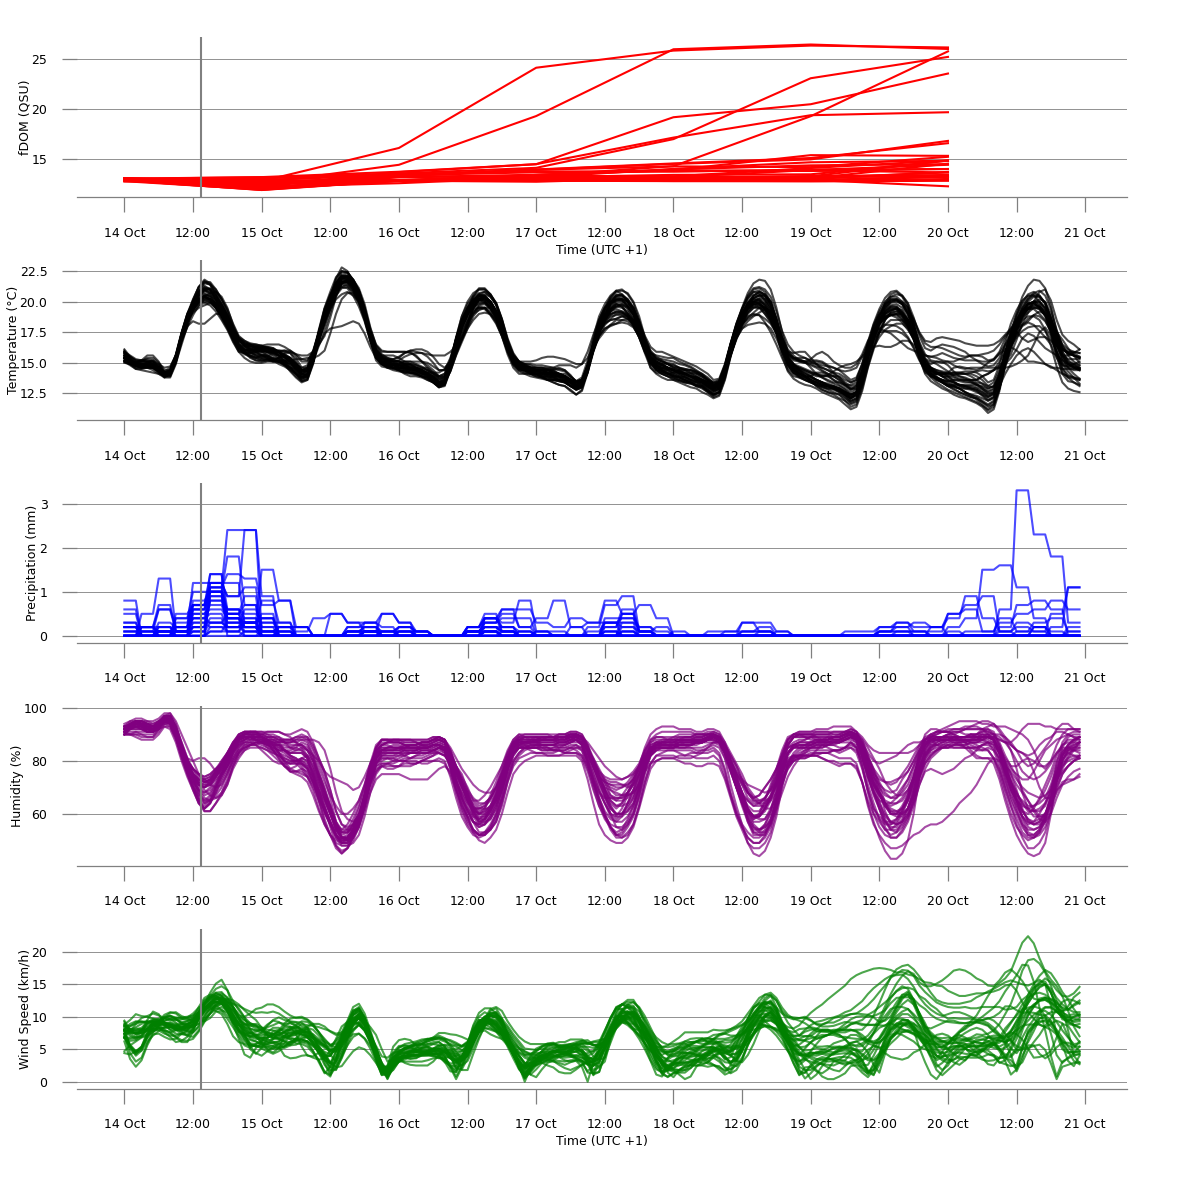 25
20
15
fDOM (QSU)
14 Oct 12:00 15 Oct 12:00 16 Oct 12:00 17 Oct 12:00 18 Oct 12:00 19 Oct 12:00 20 Oct 12:00 21 Oct
Time (UTC +1)
22.5
20.0
17.5
15.0
12.5
Temperature (°C)
14 Oct 12:00 15 Oct 12:00 16 Oct 12:00 17 Oct 12:00 18 Oct 12:00 19 Oct 12:00 20 Oct 12:00 21 Oct
3
2
1
0
Precipitation (mm)
14 Oct 12:00 15 Oct 12:00 16 Oct 12:00 17 Oct 12:00 18 Oct 12:00 19 Oct 12:00 20 Oct 12:00 21 Oct
100
80
60
Humidity (%)
14 Oct 12:00 15 Oct 12:00 16 Oct 12:00 17 Oct 12:00 18 Oct 12:00 19 Oct 12:00 20 Oct 12:00 21 Oct
20
15
10
5
0
Wind Speed (km/h)
14 Oct 12:00 15 Oct 12:00 16 Oct 12:00 17 Oct 12:00 18 Oct 12:00 19 Oct 12:00 20 Oct 12:00 21 Oct
Time (UTC +1)